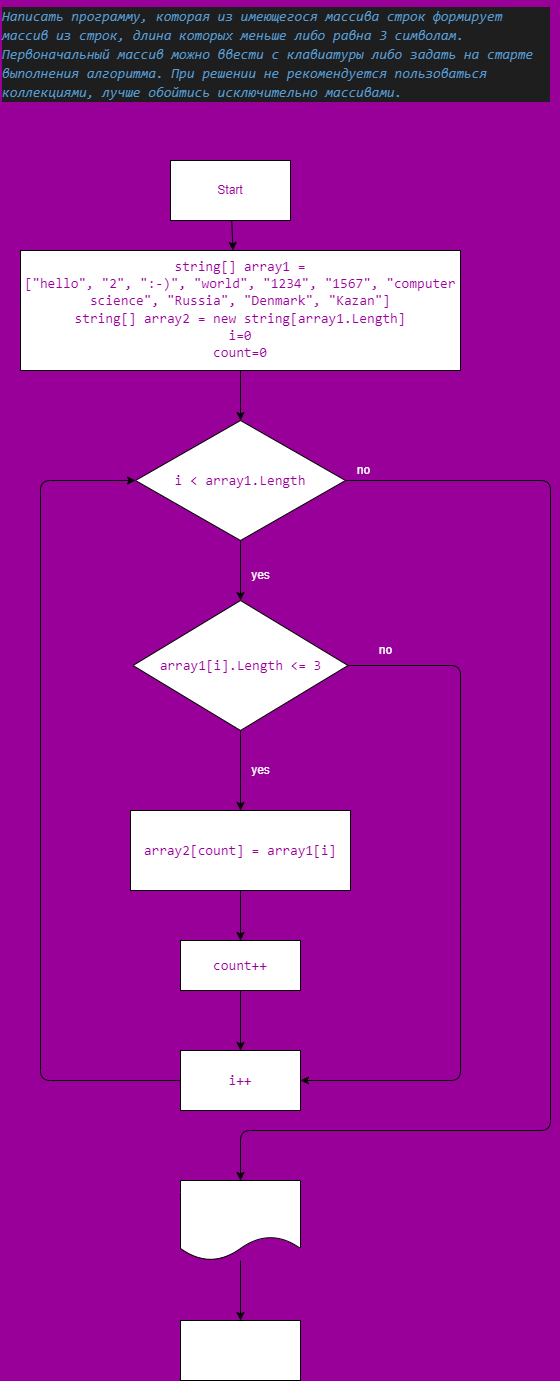 Написать программу, которая из имеющегося массива строк формирует
массив из строк, длина которых меньше либо равна 3 символам.
Первоначальный массив можно ввести с клавиатуры либо задать на старте
выполнения алгоритма. При решении не рекомендуется пользоваться
коллекциями, лучше обойтись исключительно массивами.
Start
string[] array1 =
["hello", "2", ":-)", "world", "1234", "1567", "computer
science", "Russia", "Denmark", "Kazan"]
string[] array2 = new string[array1.Length]
i=0
count=0
i < array1.Length
no
yes
array1[i].Length <= 3
no
yes
array2[count] = array1[i]
count++
i++